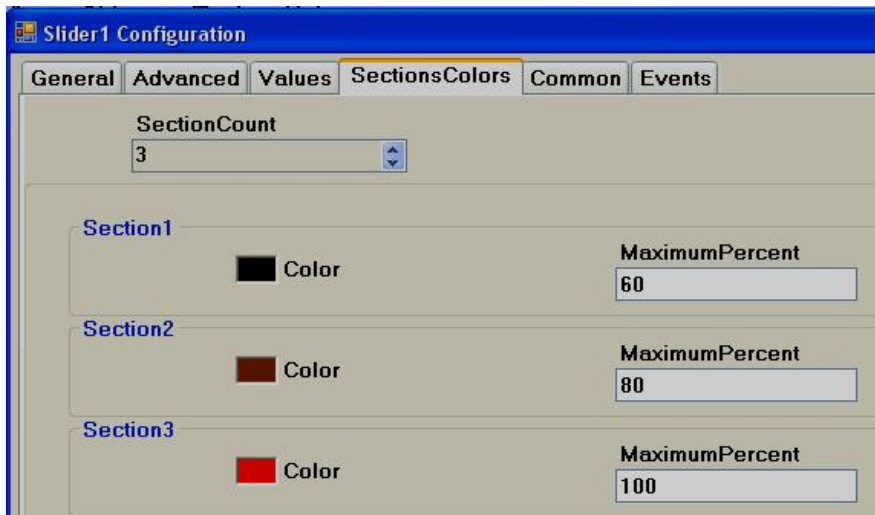 Slider1 Configuration
General Advanced Values SectionsColors Common Events
SectionCount
3
Section1
Color
MaximumPercent
60
Section2
Color
MaximumPercent
80
Section3
Color
MaximumPercent
100